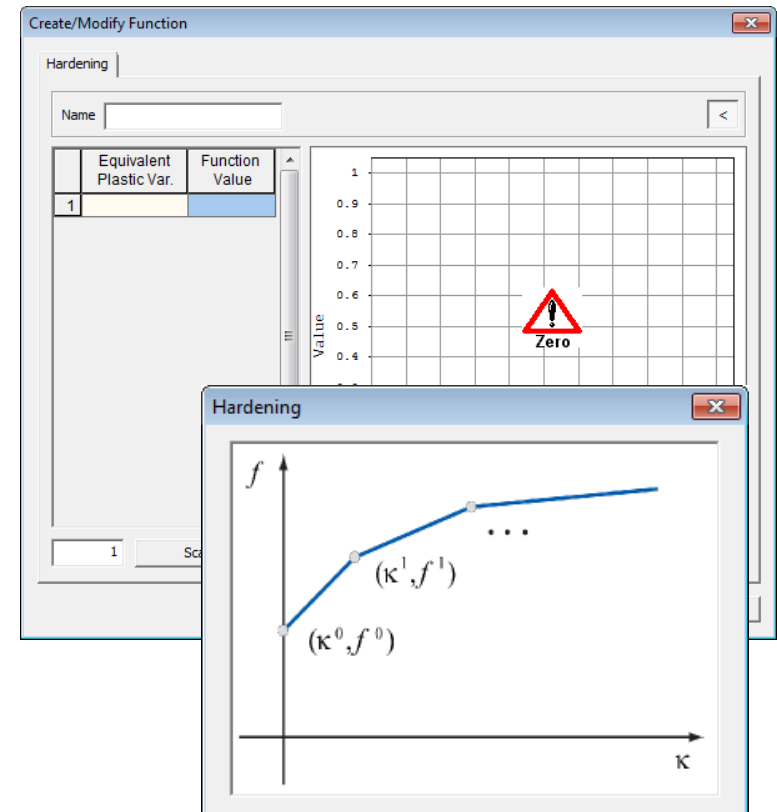 Create/Modify Function
Hardening
Name
<
Equivalent Plastic Var.
Function Value
1
1
0.9
0.8
0.7
0.6
0.5
0.4
Value
Zero
1
Hardening
f
(κ¹,f¹)
...
(κ⁰,f⁰)
κ